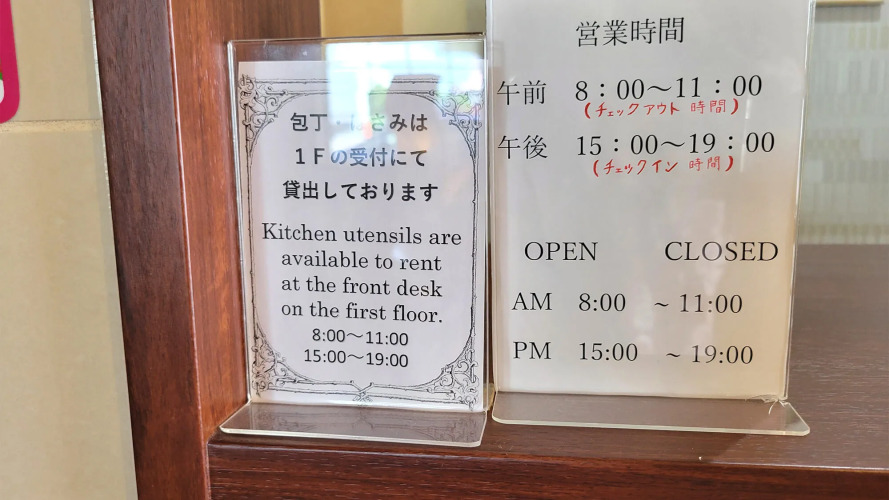 包丁・はさみは
1Fの受付にて
貸出しております
Kitchen utensils are
available to rent
at the front desk
on the first floor.
8:00～11:00
15:00～19:00
営業時間
午前 8：00～11：00
(チェックアウト 時間)
午後 15：00～19：00
(チェックイン 時間)
OPEN CLOSED
AM 8:00 ~ 11:00
PM 15:00 ~ 19:00